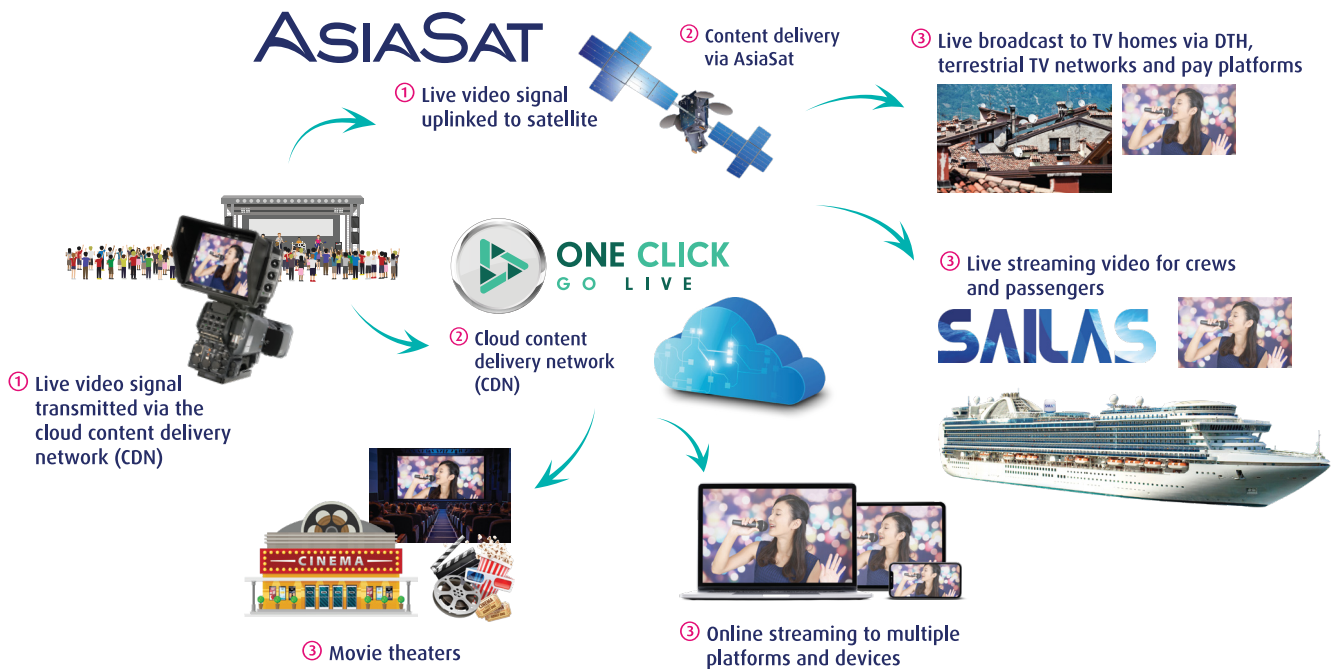 ASIASAT
① Live video signal
uplinked to satellite
② Content delivery
via AsiaSat
③ Live broadcast to TV homes via DTH,
terrestrial TV networks and pay platforms
ONE CLICK
GO LIVE
③ Live streaming video for crews
and passengers
SAILAS
① Live video signal
transmitted via the
cloud content delivery
network (CDN)
② Cloud content
delivery network
(CDN)
CINEMA
③ Movie theaters
③ Online streaming to multiple
platforms and devices